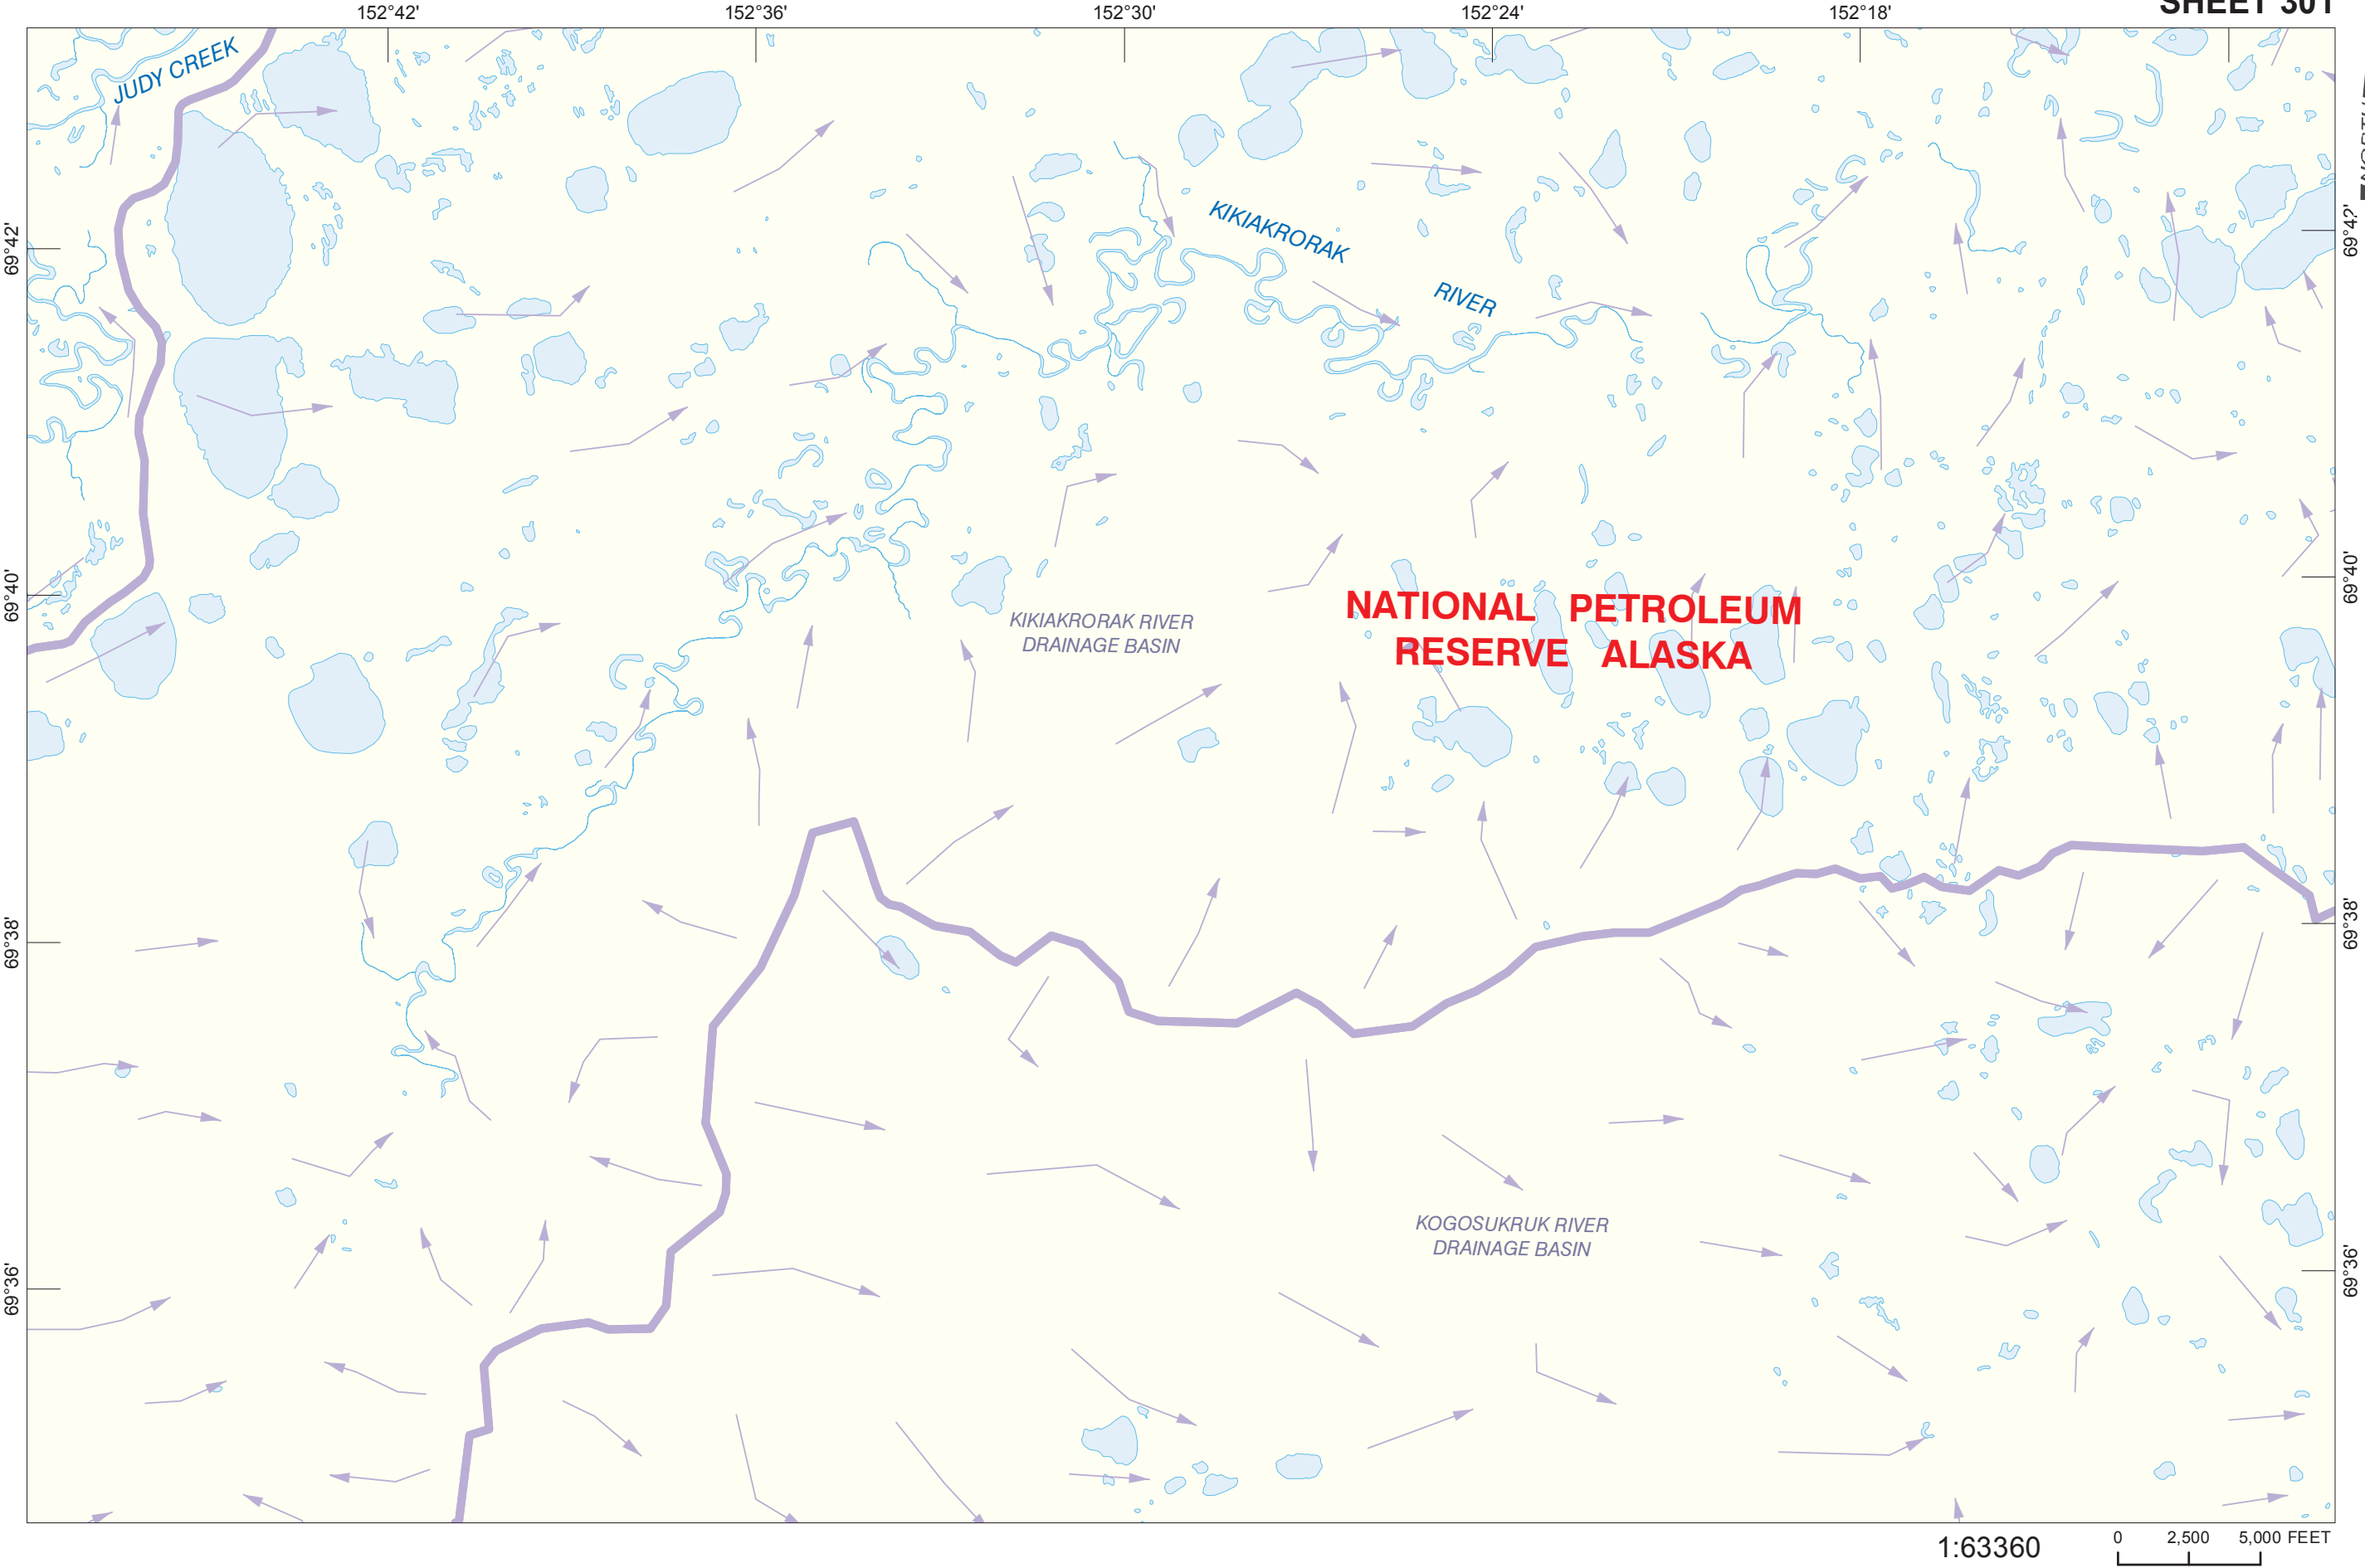 SHEET 301
152°42' 152°36' 152°30' 152°24' 152°18'
JUDY CREEK
KIKIAKRORAK
RIVER
69°42' 69°42'
69°40' 69°40'
KIKIAKRORAK RIVER
DRAINAGE BASIN
NATIONAL PETROLEUM
RESERVE ALASKA
69°38' 69°38'
KOGOSUKRUK RIVER
DRAINAGE BASIN
69°36' 69°36'
1:63360
0 2,500 5,000 FEET